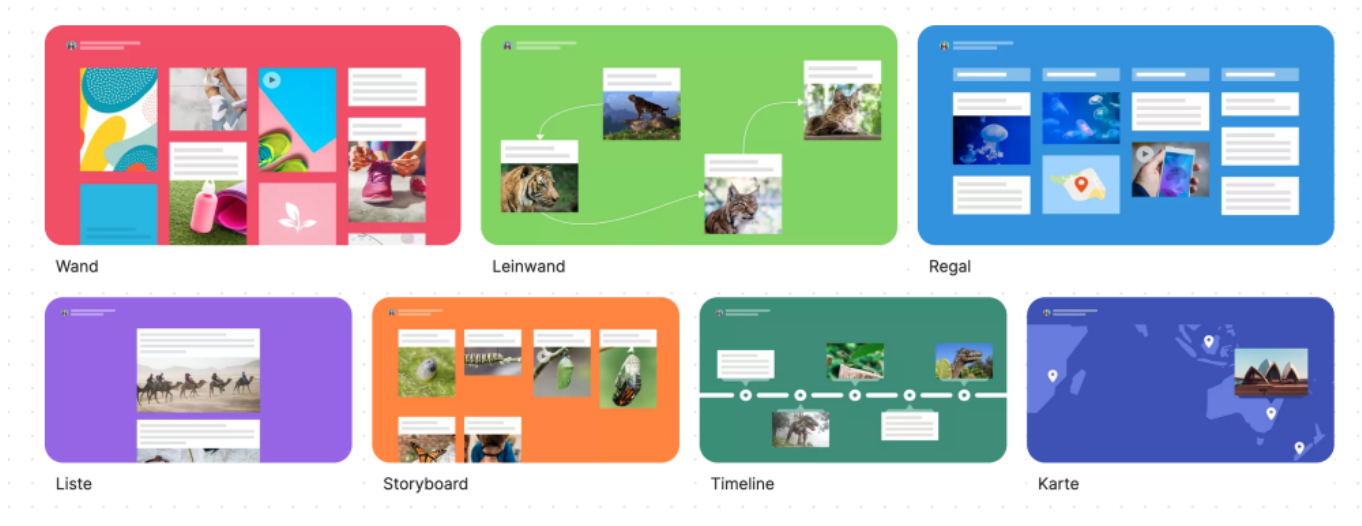 Wand
Leinwand
Regal
Liste
Storyboard
Timeline
Karte